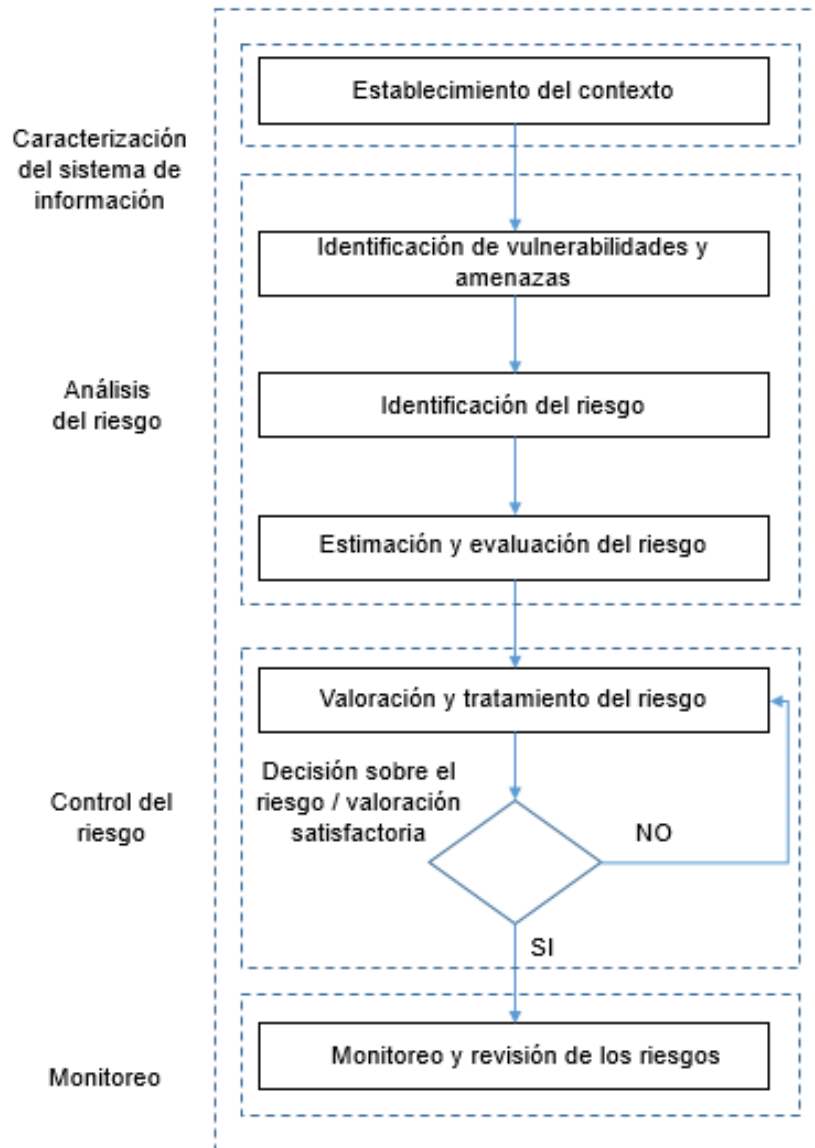 Establecimiento del contexto
Caracterización
del sistema de
información
Identificación de vulnerabilidades y
amenazas
Análisis
del riesgo
Identificación del riesgo
Estimación y evaluación del riesgo
Valoración y tratamiento del riesgo
Decisión sobre el
riesgo / valoración
satisfactoria
Control del
riesgo
NO
SI
Monitoreo y revisión de los riesgos
Monitoreo